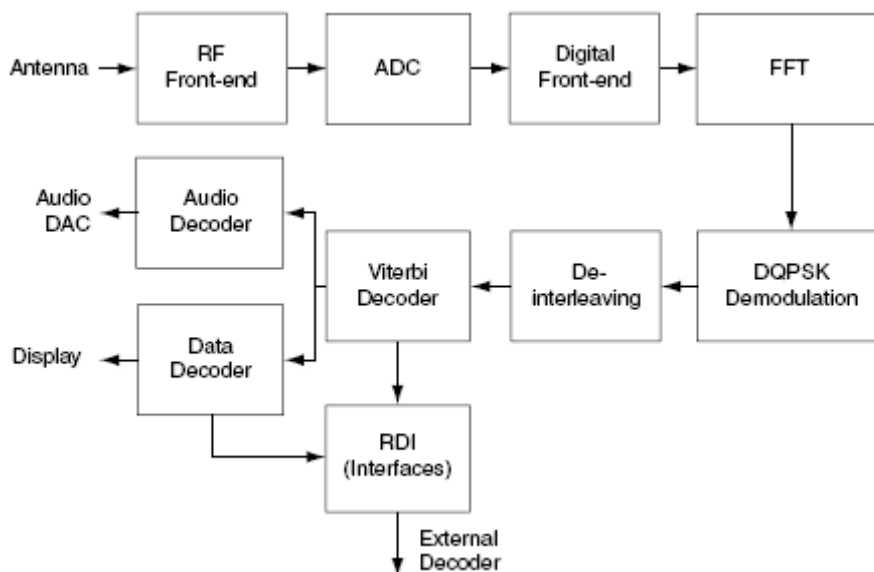 Antenna
RF
Front-end
ADC
Digital
Front-end
FFT
Audio
DAC
Audio
Decoder
Viterbi
Decoder
De-
interleaving
DQPSK
Demodulation
Display
Data
Decoder
RDI
(Interfaces)
External
Decoder